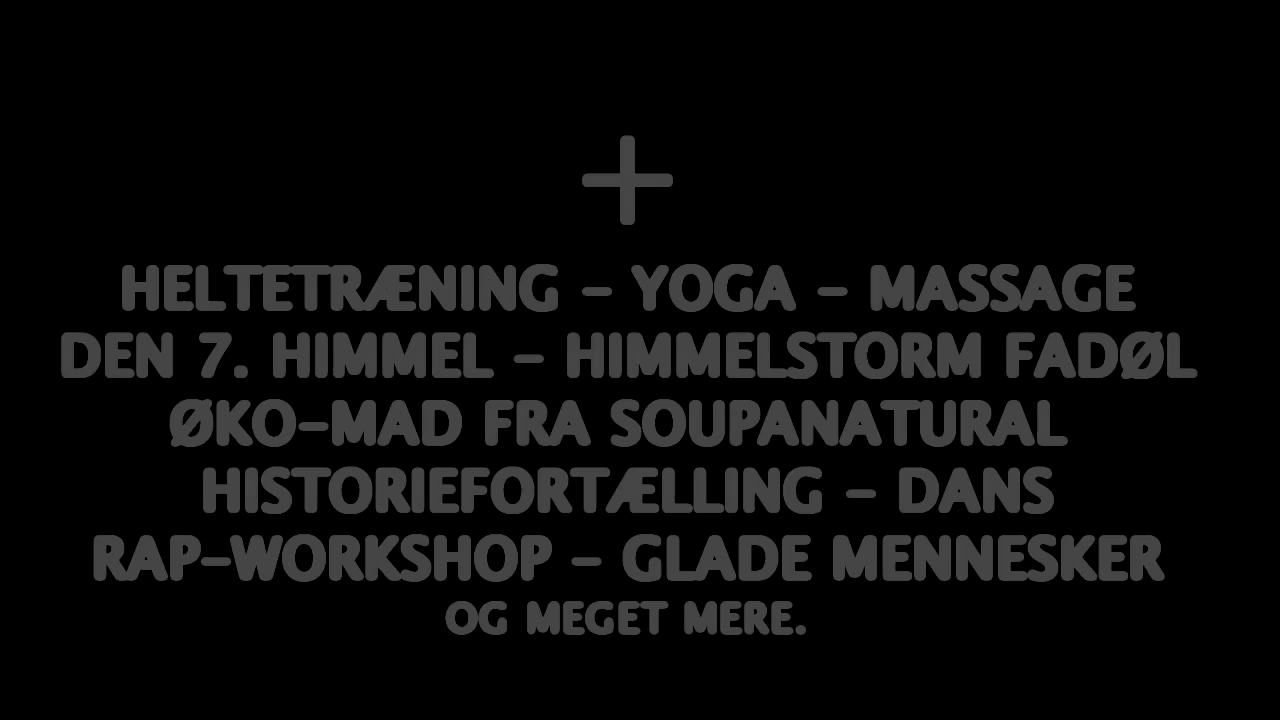 +
HELTETRÆNING - YOGA - MASSAGE
DEN 7. HIMMEL - HIMMELSTORM FADØL
ØKO-MAD FRA SOUPANATURAL
HISTORIEFORTÆLLING - DANS
RAP-WORKSHOP - GLADE MENNESKER
OG MEGET MERE.